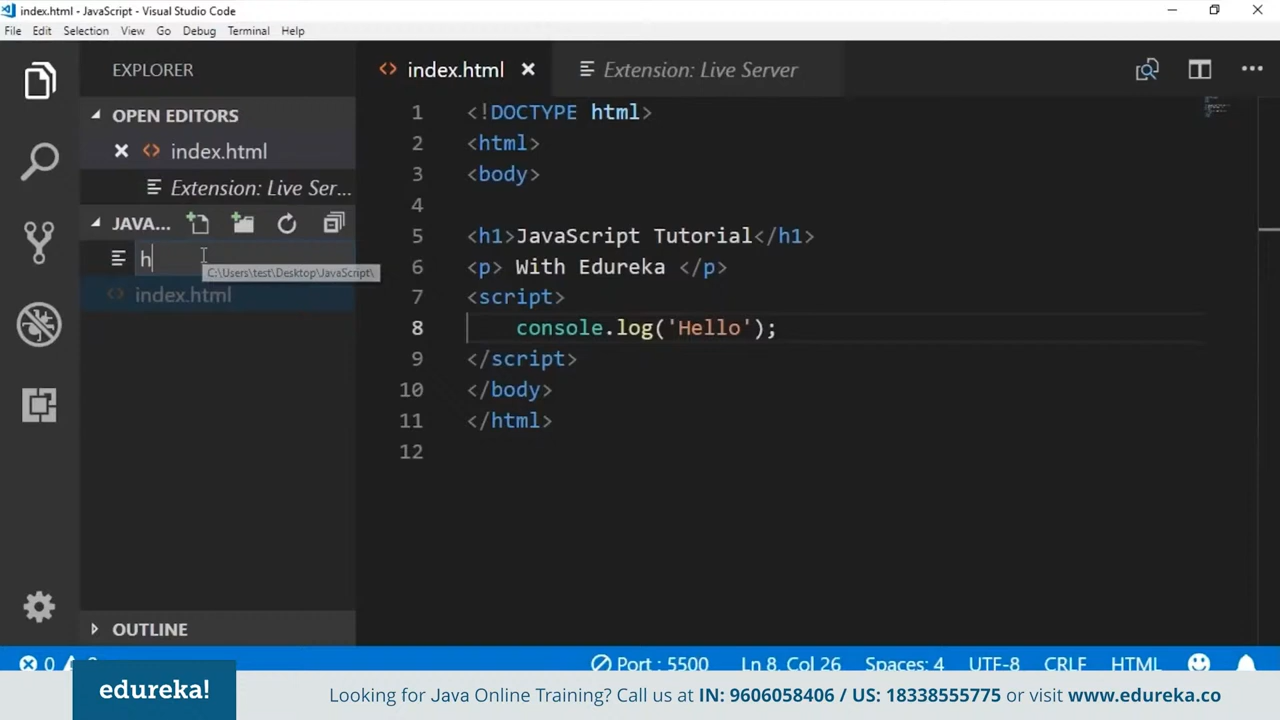 index.html - JavaScript - Visual Studio Code
File Edit Selection View Go Debug Terminal Help
EXPLORER
index.html
Extension: Live Server
OPEN EDITORS
index.html
Extension: Live Ser...
JAVA...
h
C:\Users\test\Desktop\JavaScript\
index.html
OUTLINE
1 <!DOCTYPE html>
2 <html>
3 <body>
4
5 <h1>JavaScript Tutorial</h1>
6 <p> With Edureka </p>
7 <script>
8 console.log('Hello');
9 </script>
10 </body>
11 </html>
12
0
Port : 5500 Ln 8, Col 26 Spaces: 4 UTF-8 CRLF HTML
edureka!
Looking for Java Online Training? Call us at IN: 9606058406 / US: 18338555775 or visit www.edureka.co